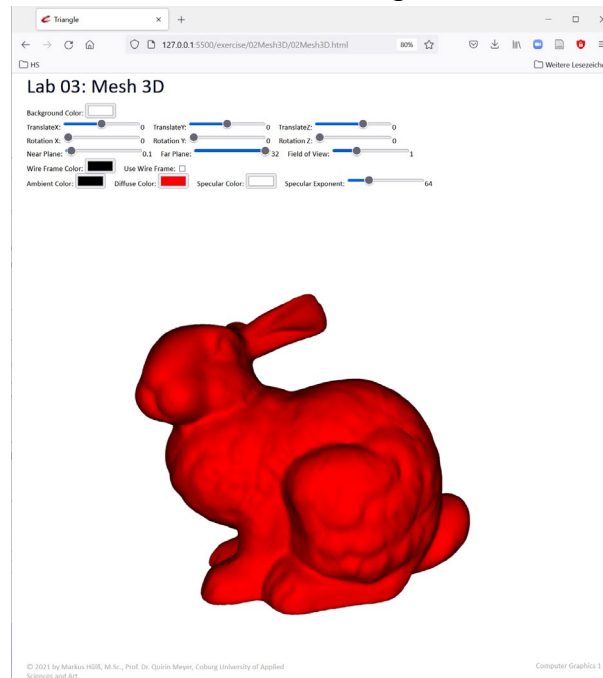 Triangle
127.0.0.1:5500/exercise/02Mesh3D/02Mesh3D.html
80%
HS
Weitere Lesezeiche
Lab 03: Mesh 3D
Background Color:
TranslateX: 0 TranslateY: 0 TranslateZ: 0
Rotation X: 0 Rotation Y: 0 Rotation Z: 0
Near Plane: 0.1 Far Plane: 32 Field of View: 1
Wire Frame Color: Use Wire Frame:
Ambient Color: Diffuse Color: Specular Color: Specular Exponent: 64
© 2021 by Markus M.Sc., Prof. Dr. Quirin Meyer, Coburg University of Applied
Sciences and Art
Computer Graphics 1